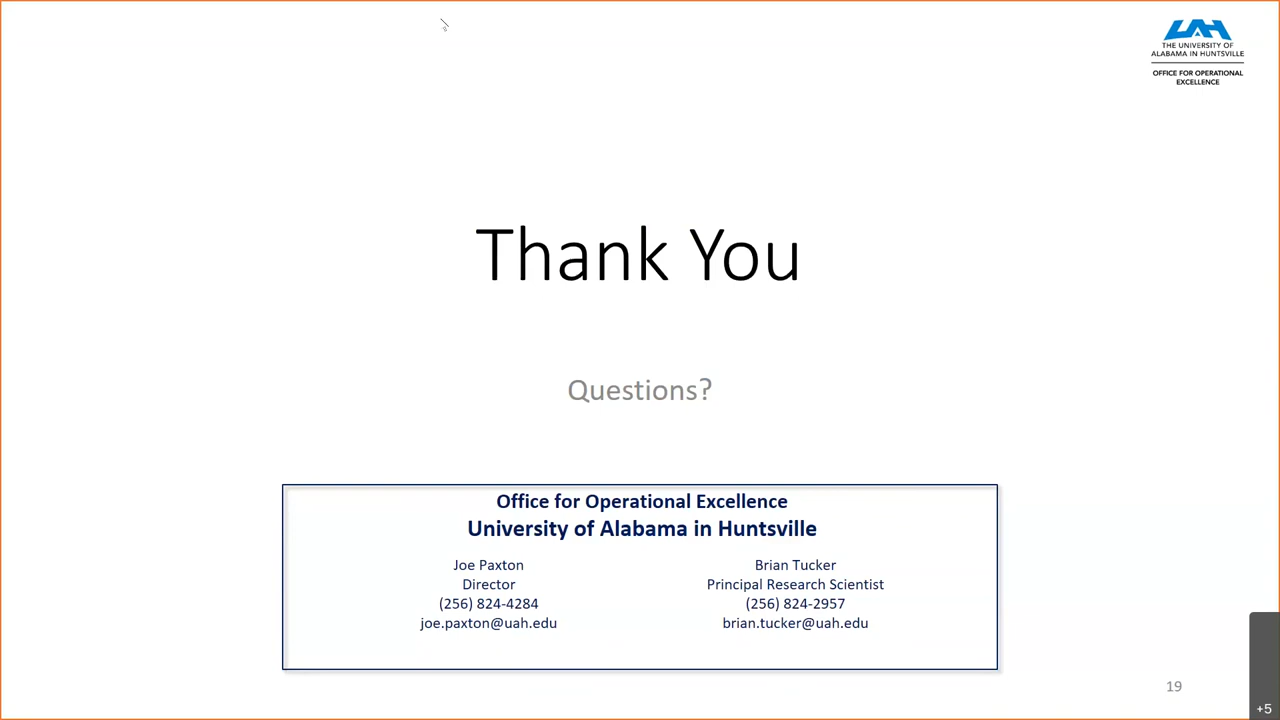 UAH
THE UNIVERSITY OF
ALABAMA IN HUNTSVILLE
OFFICE FOR OPERATIONAL
EXCELLENCE
Thank You
Questions?
Office for Operational Excellence
University of Alabama in Huntsville
Joe Paxton
Director
(256) 824-4284
joe.paxton@uah.edu
Brian Tucker
Principal Research Scientist
(256) 824-2957
brian.tucker@uah.edu
19
+5